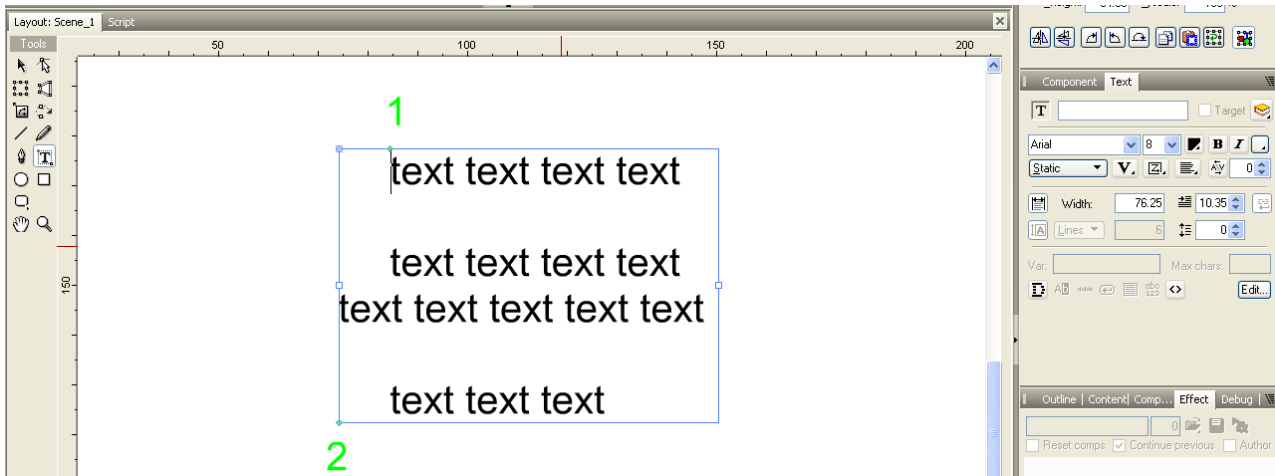 Layout: Scene_1 Script
Tools
50 100 150 200
150
1
text text text text
text text text text
text text text text text
text text text
2
Component Text
T Target
Arial 8 B I
Static V. 0
Width: 76.25 10.35
Lines 6 0
Var: Max chars:
abc
123
Edit...
Outline Content Comp... Effect Debug
0
Reset comps Continue previous Author